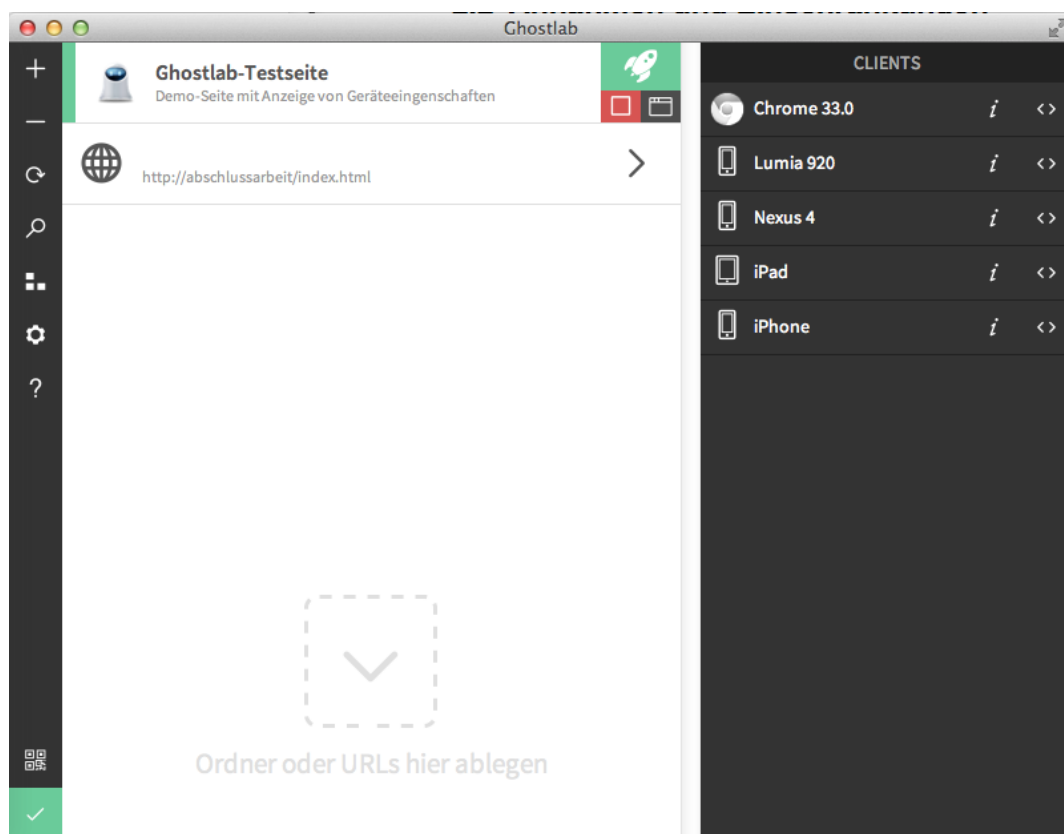 Ghostlab
Ghostlab-Testseite
Demo-Seite mit Anzeige von Geräteeingenschaften
http://abschlussarbeit/index.html
Ordner oder URLs hier ablegen
CLIENTS
Chrome 33.0
Lumia 920
Nexus 4
iPad
iPhone